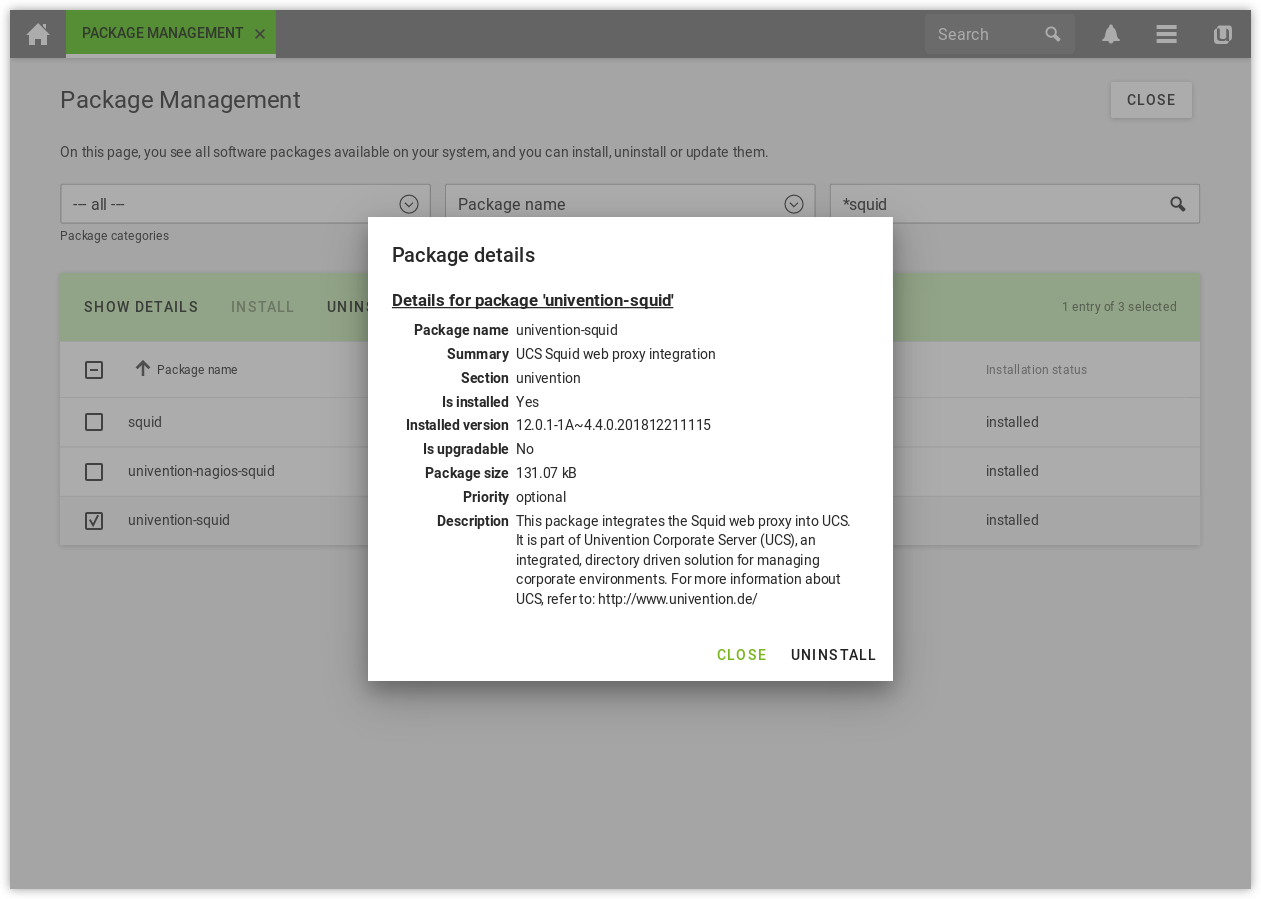 PACKAGE MANAGEMENT
Search
Package Management
CLOSE
On this page, you see all software packages available on your system, and you can install, uninstall or update them.
--- all ---
Package name
*squid
Package categories
SHOW DETAILS INSTALL UNINS
1 entry of 3 selected
Package name
Installation status
squid
installed
univention-nagios-squid
installed
univention-squid
installed
Package details
Details for package 'univention-squid'
Package name univention-squid
Summary UCS Squid web proxy integration
Section univention
Is installed Yes
Installed version 12.0.1-1A~4.4.0.201812211115
Is upgradable No
Package size 131.07 kB
Priority optional
Description This package integrates the Squid web proxy into UCS.
It is part of Univention Corporate Server (UCS), an
integrated, directory driven solution for managing
corporate environments. For more information about
UCS, refer to: http://www.univention.de/
CLOSE UNINSTALL